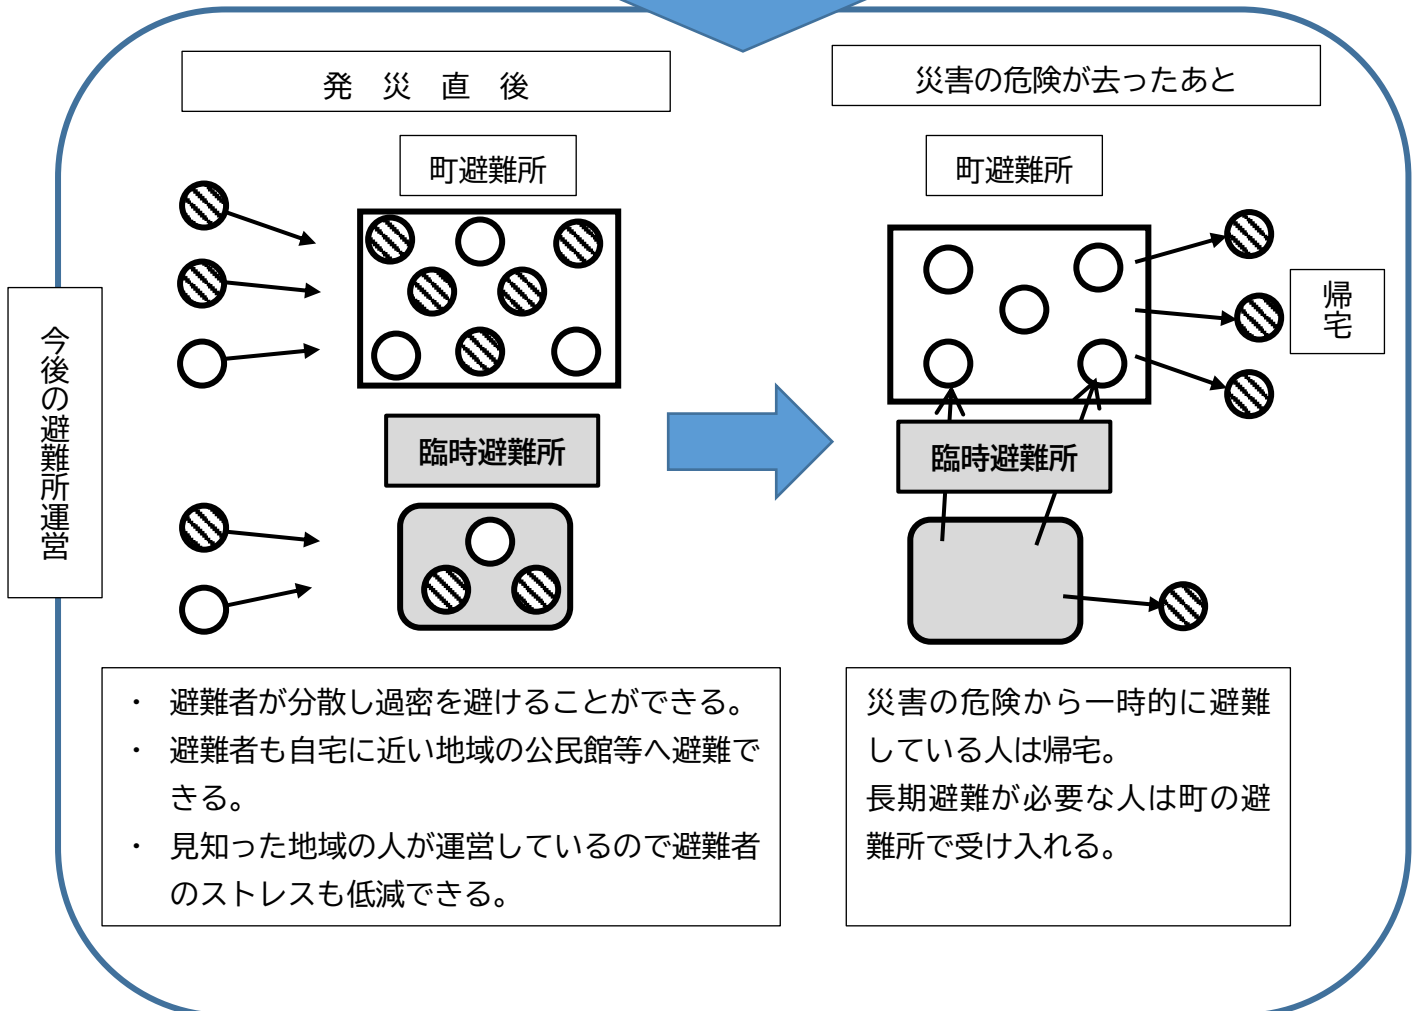 今後の避難所運営
発　災　直　後
町避難所
臨時避難所
・　避難者が分散し過密を避けることができる。
・　避難者も自宅に近い地域の公民館等へ避難で
きる。
・　見知った地域の人が運営しているので避難者
のストレスも低減できる。
災害の危険が去ったあと
町避難所
帰宅
臨時避難所
災害の危険から一時的に避難
している人は帰宅。
長期避難が必要な人は町の避
難所で受け入れる。